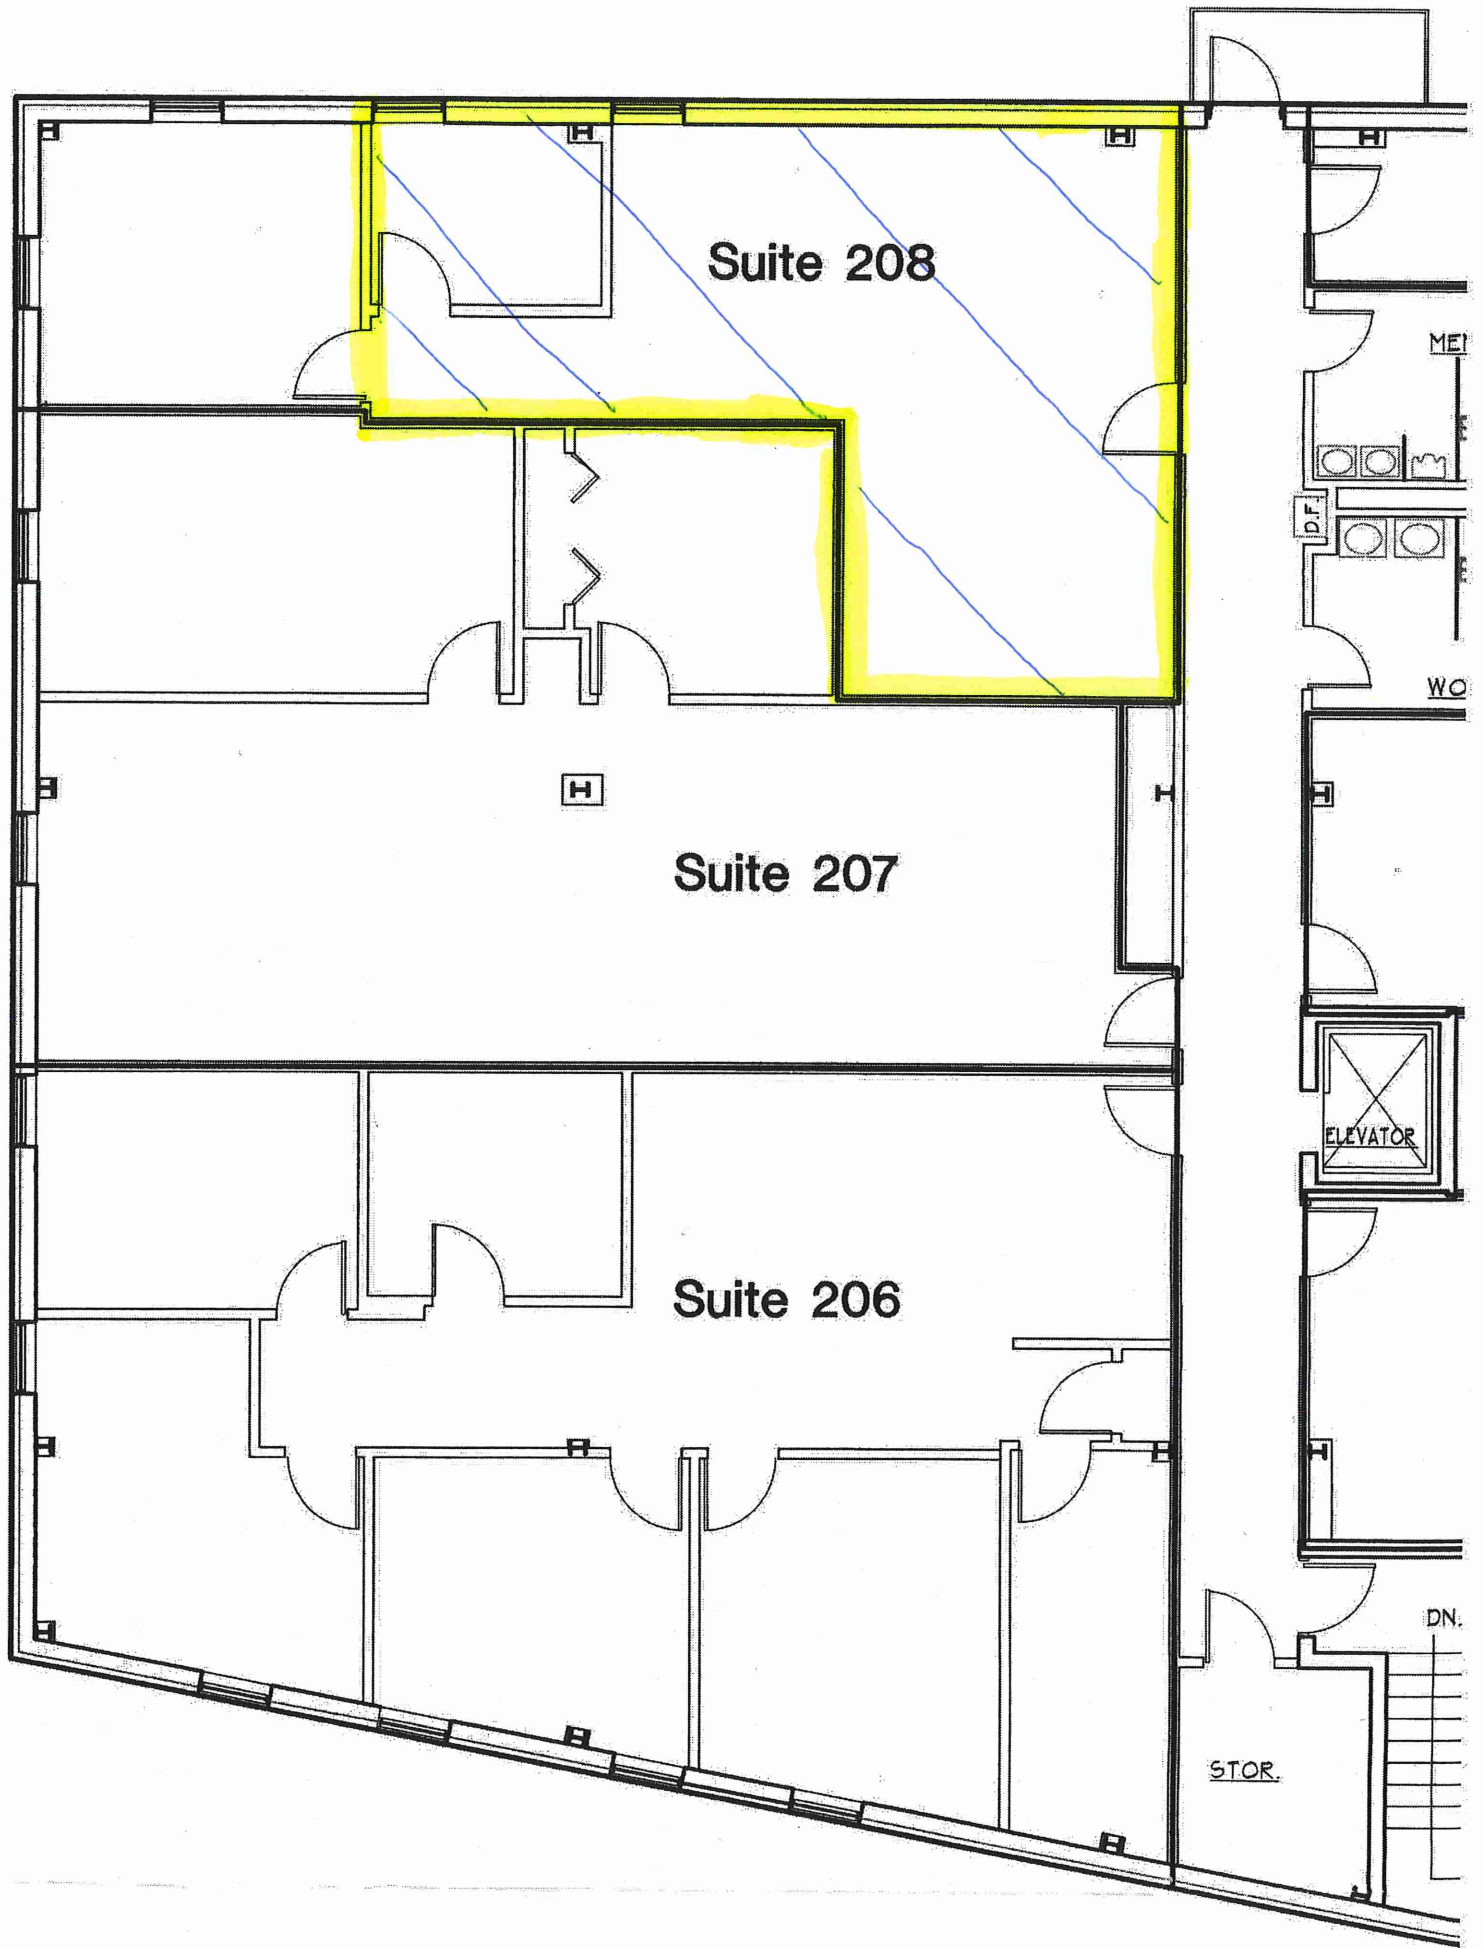 Suite 208
MEN
D.F.
WO
Suite 207
ELEVATOR
Suite 206
DN.
STOR.